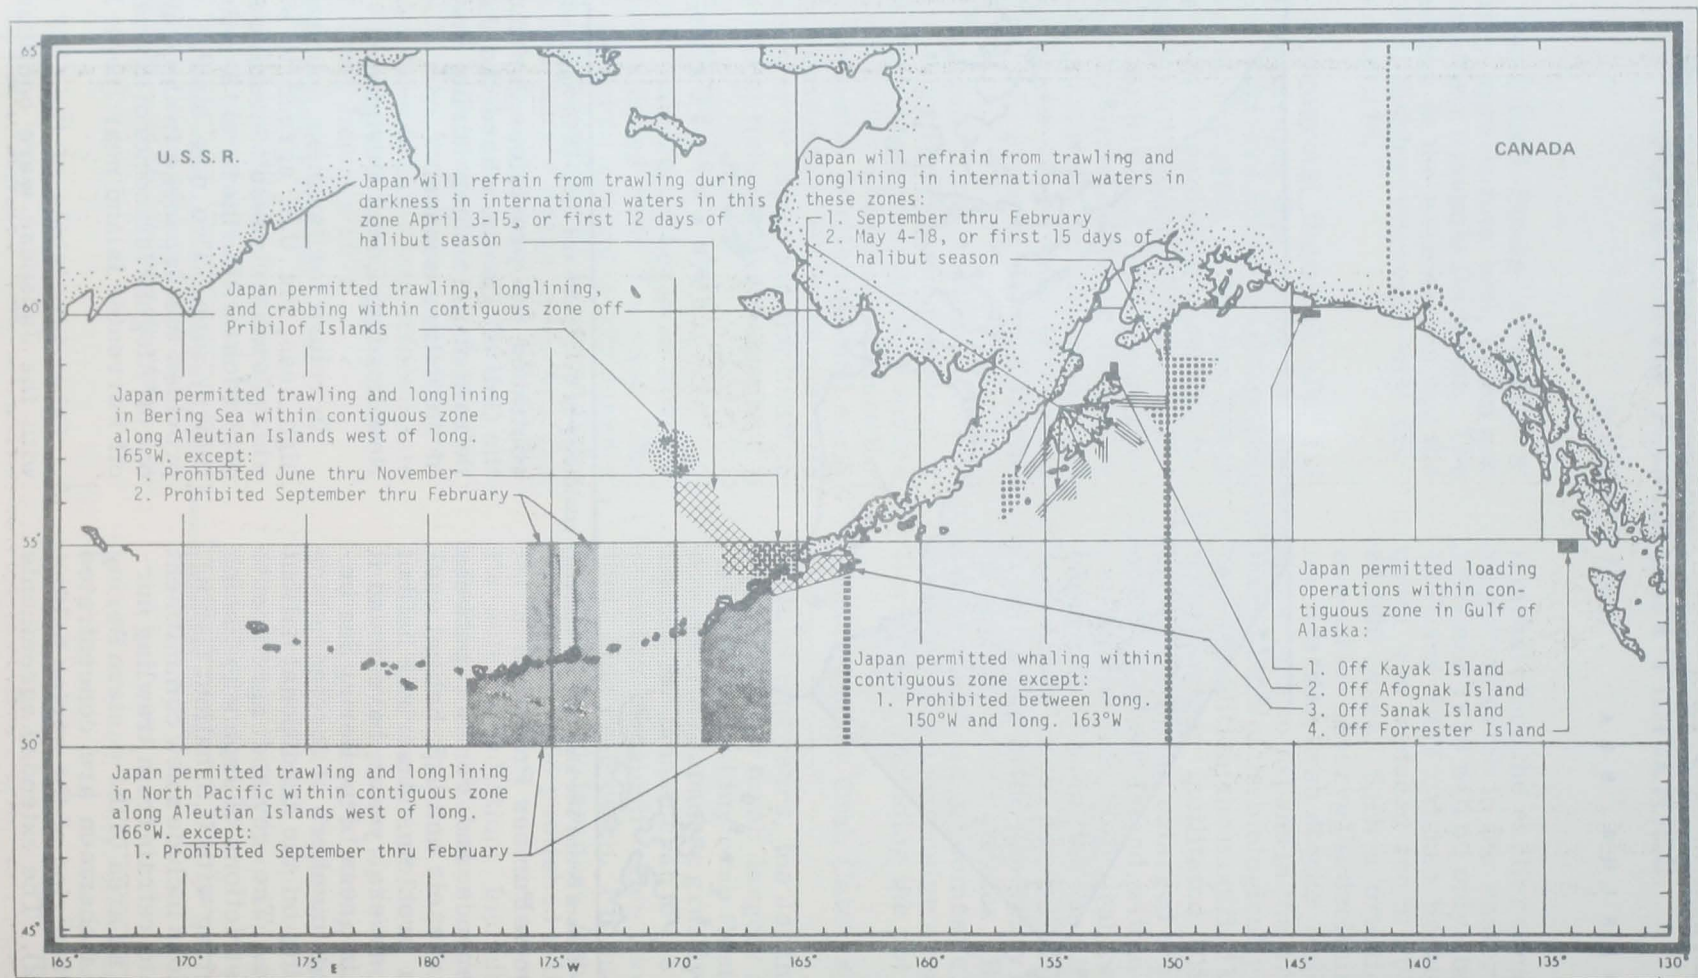 65°
U. S. S. R.
CANADA
Japan will refrain from trawling during
darkness in international waters in this
zone April 3-15, or first 12 days of
halibut season
Japan will refrain from trawling and
longlining in international waters in
these zones:
1. September thru February
2. May 4-18, or first 15 days of
halibut season
60°
Japan permitted trawling, longlining,
and crabbing within contiguous zone off
Pribilof Islands
Japan permitted trawling and longlining
in Bering Sea within contiguous zone
along Aleutian Islands west of long.
165°W. except:
1. Prohibited June thru November
2. Prohibited September thru February
55°
Japan permitted loading
operations within con-
tiguous zone in Gulf of
Alaska:
1. Off Kayak Island
2. Off Afognak Island
3. Off Sanak Island
4. Off Forrester Island
Japan permitted whaling within
contiguous zone except:
1. Prohibited between long.
150°W and long. 163°W
50°
Japan permitted trawling and longlining
in North Pacific within contiguous zone
along Aleutian Islands west of long.
166°W. except:
1. Prohibited September thru February
45°
165° 170° 175° E 180° 175° W 170° 165° 160° 155° 150° 145° 140° 135° 130°